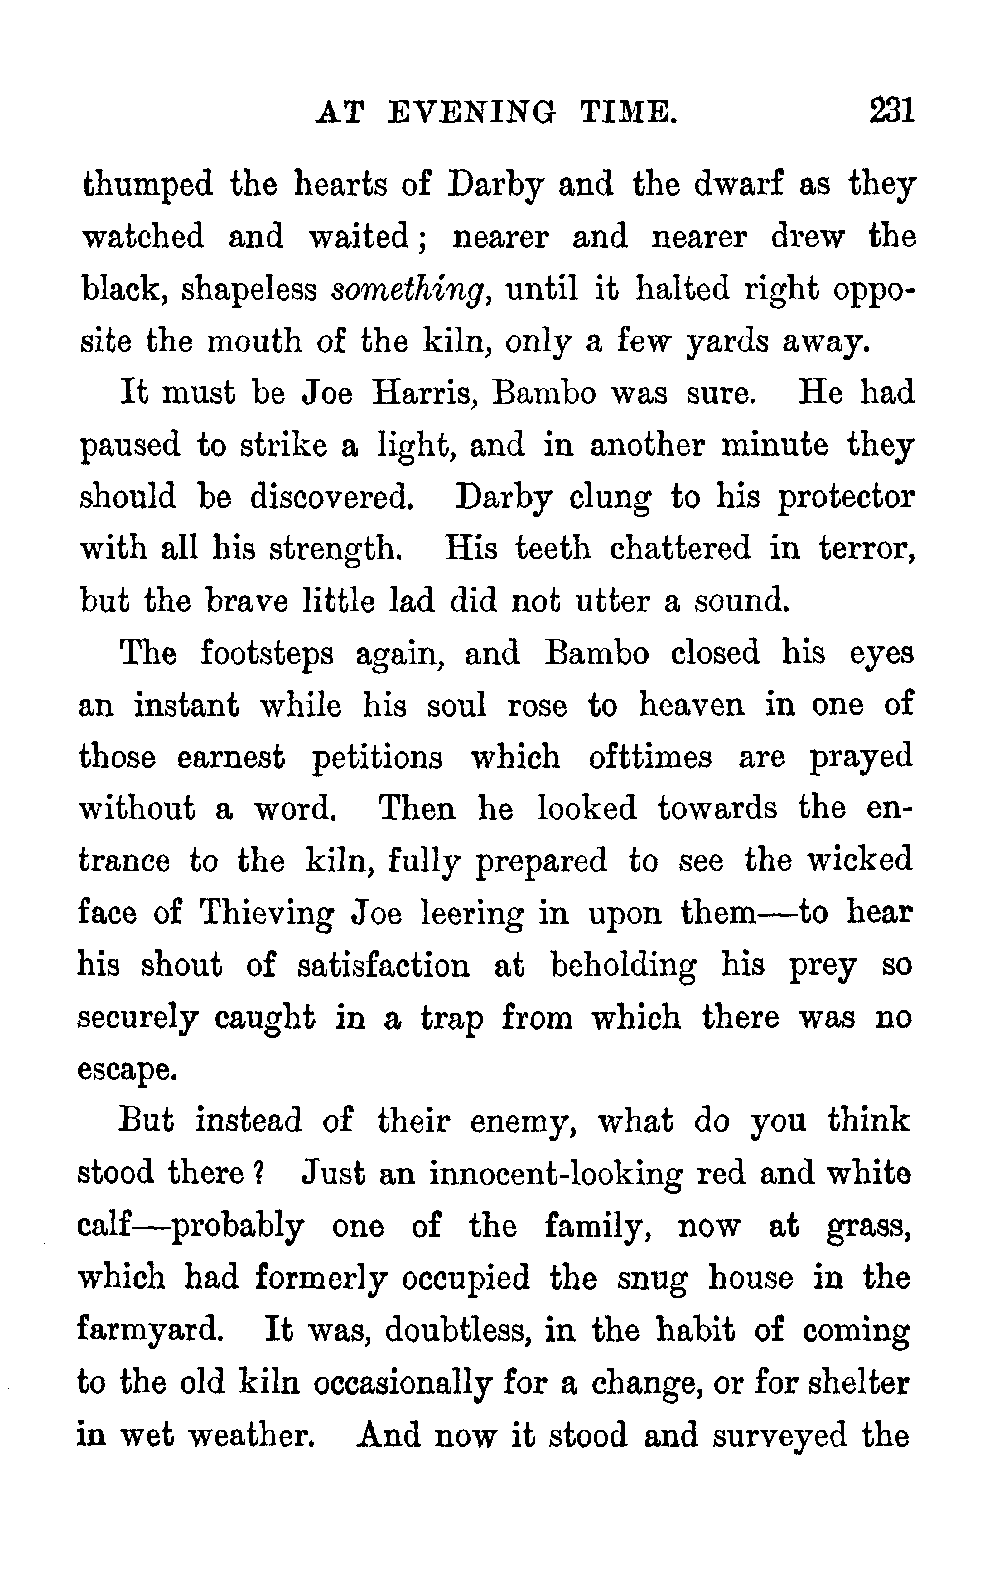 AT EVENING TIME. 231
thumped the hearts of Darby and the dwarf as they
watched and waited; nearer and nearer drew the
black, shapeless something, until it halted right oppo-
site the mouth of the kiln, only a few yards away.
It must be Joe Harris, Bambo was sure. He had
paused to strike a light, and in another minute they
should be discovered. Darby clung to his protector
with all his strength. His teeth chattered in terror,
but the brave little lad did not utter a sound.
The footsteps again, and Bambo closed his eyes
an instant while his soul rose to heaven in one of
those earnest petitions which ofttimes are prayed
without a word. Then he looked towards the en-
trance to the kiln, fully prepared to see the wicked
face of Thieving Joe leering in upon them—to hear
his shout of satisfaction at beholding his prey so
securely caught in a trap from which there was no
escape.
But instead of their enemy, what do you think
stood there? Just an innocent-looking red and white
calf—probably one of the family, now at grass,
which had formerly occupied the snug house in the
farmyard. It was, doubtless, in the habit of coming
to the old kiln occasionally for a change, or for shelter
in wet weather. And now it stood and surveyed the